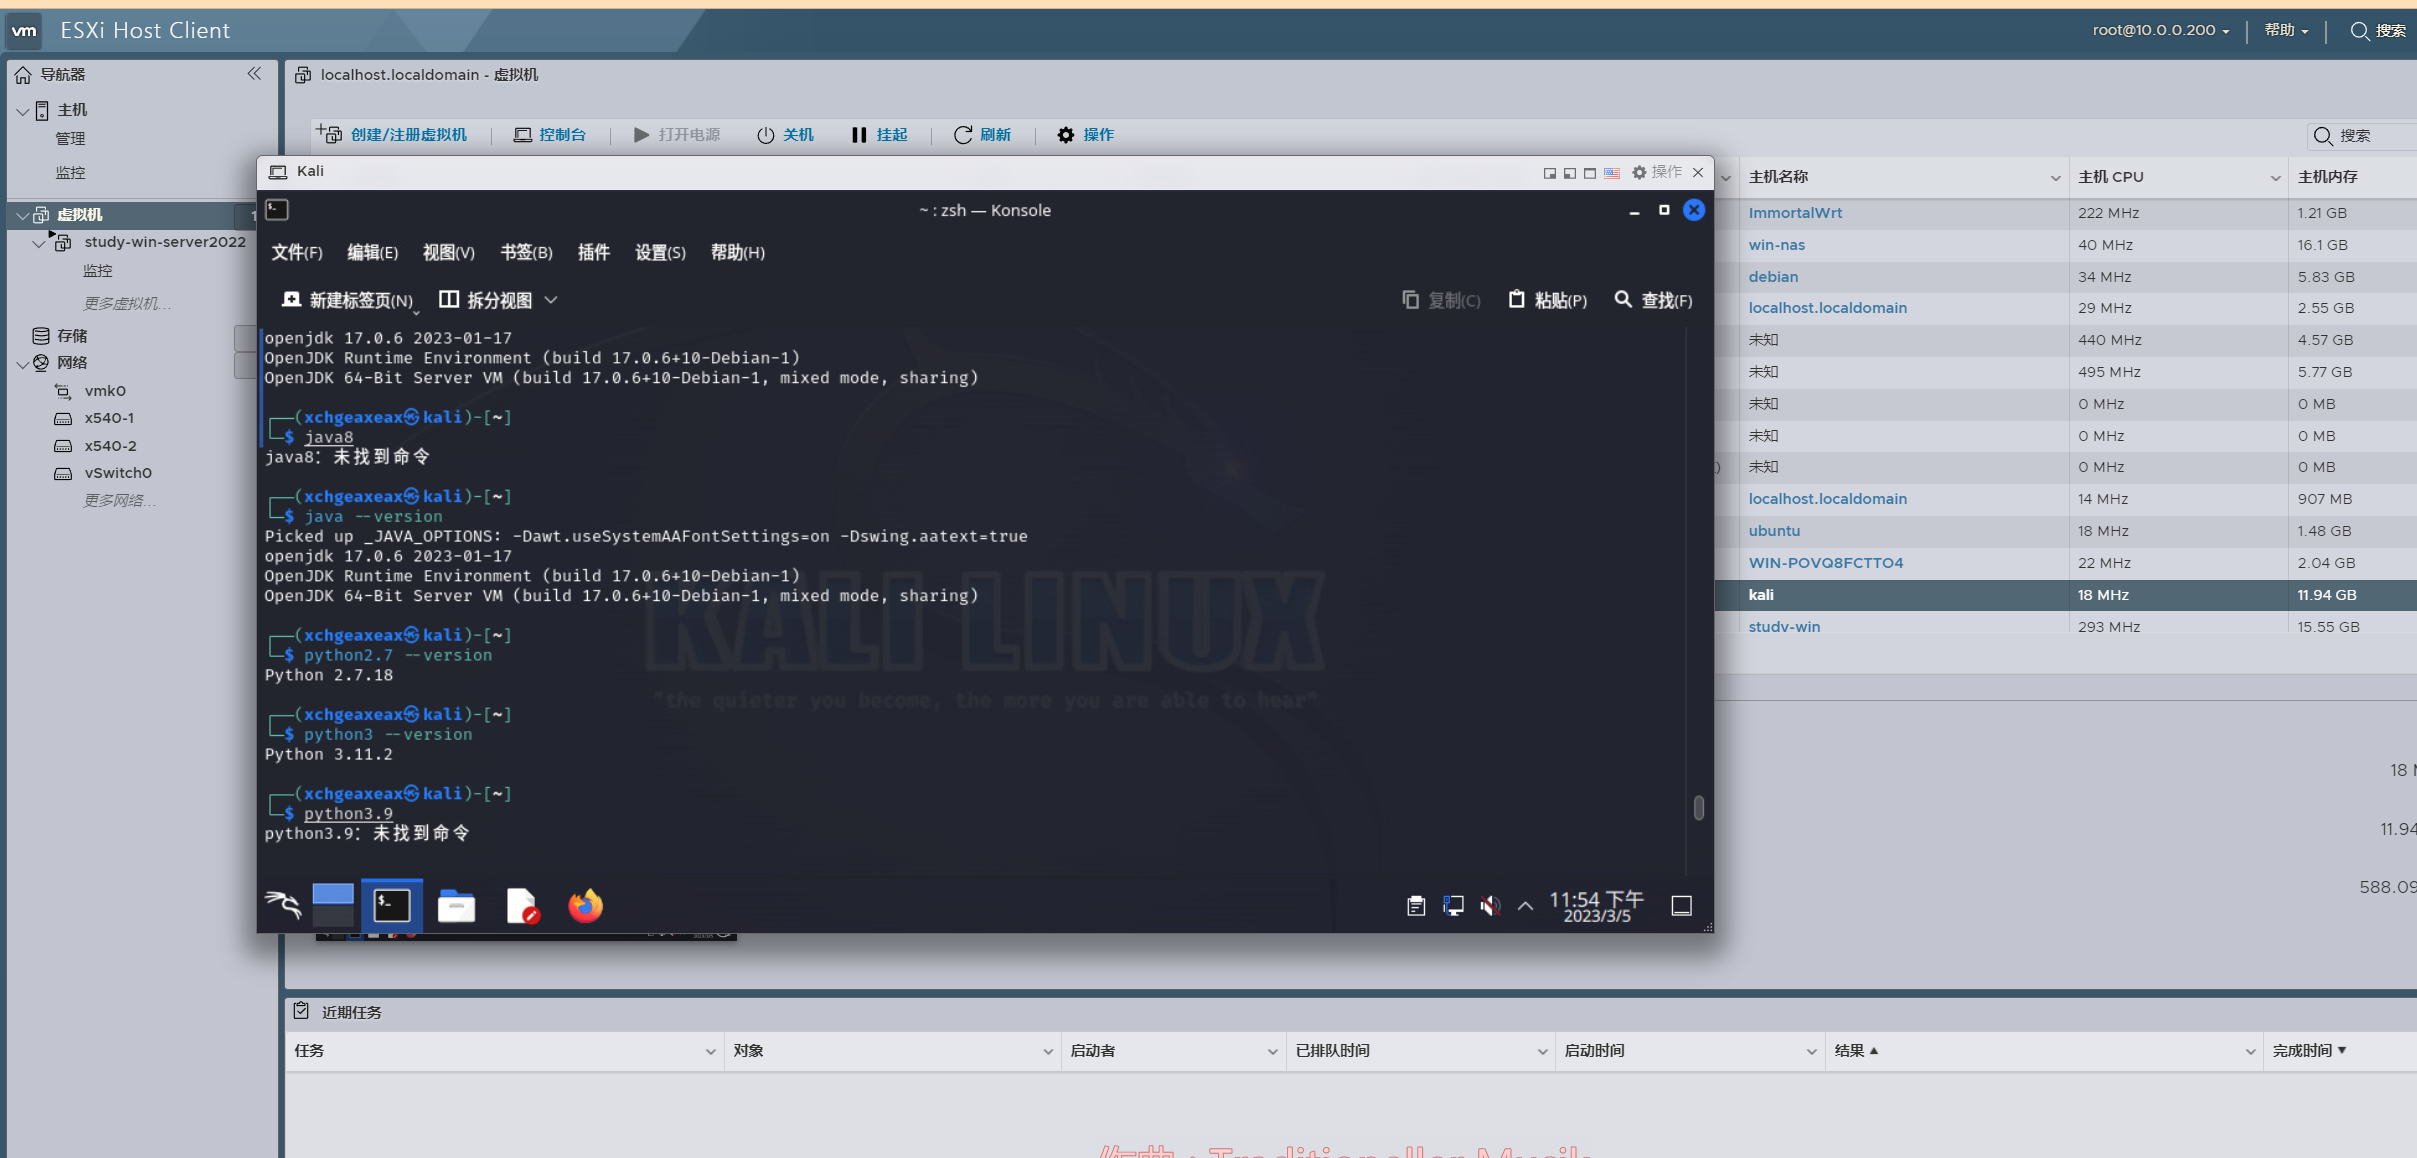 vm ESXi Host Client
root@10.0.0.200
帮助
搜索
导航器
主机
管理
监控
虚拟机
study-win-server2022
监控
更多虚拟机...
存储
网络
vmk0
x540-1
x540-2
vSwitch0
更多网络...
localhost.localdomain - 虚拟机
创建/注册虚拟机 控制台 打开电源 关机 挂起 刷新 操作
搜索
主机名称 主机 CPU 主机内存
ImmortalWrt 222 MHz 1.21 GB
win-nas 40 MHz 16.1 GB
debian 34 MHz 5.83 GB
localhost.localdomain 29 MHz 2.55 GB
未知 440 MHz 4.57 GB
未知 495 MHz 5.77 GB
未知 0 MHz 0 MB
未知 0 MHz 0 MB
未知 0 MHz 0 MB
localhost.localdomain 14 MHz 907 MB
ubuntu 18 MHz 1.48 GB
WIN-POVQ8FCTTO4 22 MHz 2.04 GB
kali 18 MHz 11.94 GB
study-win 293 MHz 15.55 GB
18
11.94
588.09
Kali
操作
~ : zsh — Konsole
文件(F) 编辑(E) 视图(V) 书签(B) 插件 设置(S) 帮助(H)
新建标签页(N) 拆分视图 复制(C) 粘贴(P) 查找(F)
openjdk 17.0.6 2023-01-17
OpenJDK Runtime Environment (build 17.0.6+10-Debian-1)
OpenJDK 64-Bit Server VM (build 17.0.6+10-Debian-1, mixed mode, sharing)
┌──(xchgeaxeax㉿kali)-[~]
└─$ java8
java8：未找到命令
┌──(xchgeaxeax㉿kali)-[~]
└─$ java --version
Picked up _JAVA_OPTIONS: -Dawt.useSystemAAFontSettings=on -Dswing.aatext=true
openjdk 17.0.6 2023-01-17
OpenJDK Runtime Environment (build 17.0.6+10-Debian-1)
OpenJDK 64-Bit Server VM (build 17.0.6+10-Debian-1, mixed mode, sharing)
┌──(xchgeaxeax㉿kali)-[~]
└─$ python2.7 --version
Python 2.7.18
┌──(xchgeaxeax㉿kali)-[~]
└─$ python3 --version
Python 3.11.2
┌──(xchgeaxeax㉿kali)-[~]
└─$ python3.9
python3.9：未找到命令
KALI LINUX
"the quieter you become, the more you are able to hear"
11:54 下午
2023/3/5
近期任务
任务 对象 启动者 已排队时间 启动时间 结果 完成时间
作曲 : Traditioneller Musik